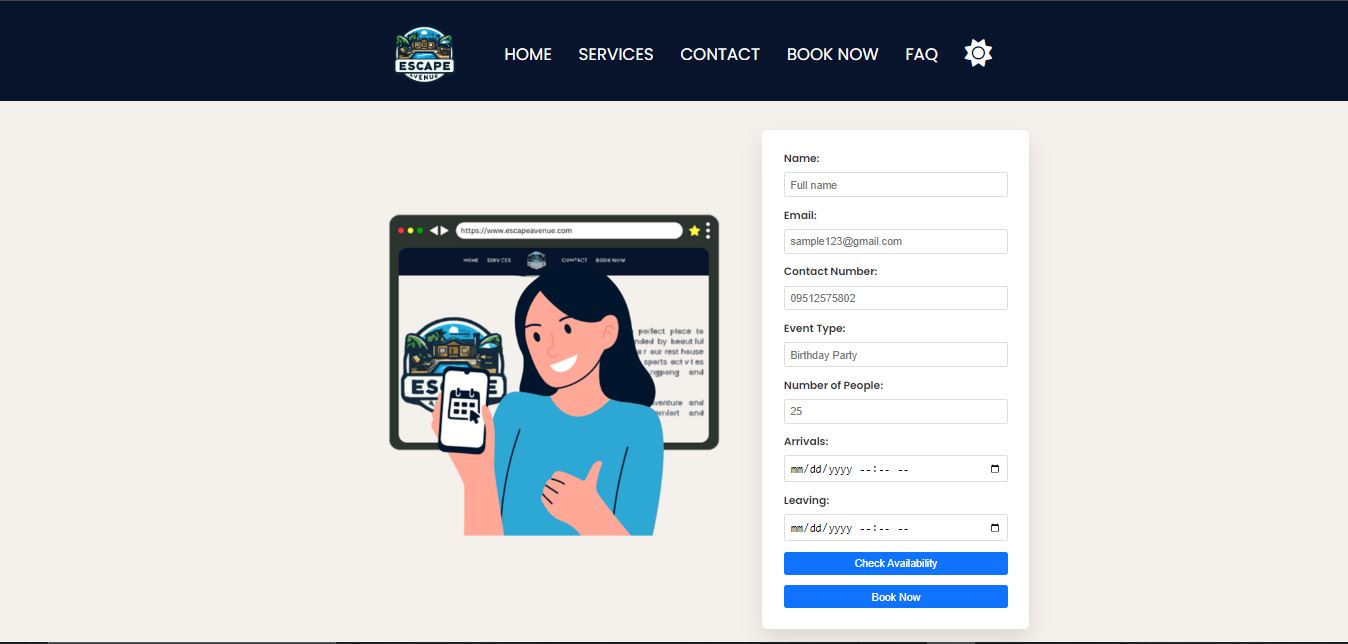 ESCAPE
AVENUE
HOME SERVICES CONTACT BOOK NOW FAQ
https://www.escapeavenue.com
HOME SERVICES CONTACT BOOK NOW
perfect place to
nded by beautiful
our rest house
sports activities
ngpong and
venture and
comfort and
ESC
Name:
Full name
Email:
sample123@gmail.com
Contact Number:
09512575802
Event Type:
Birthday Party
Number of People:
25
Arrivals:
mm/dd/yyyy --:-- --
Leaving:
mm/dd/yyyy --:-- --
Check Availability
Book Now